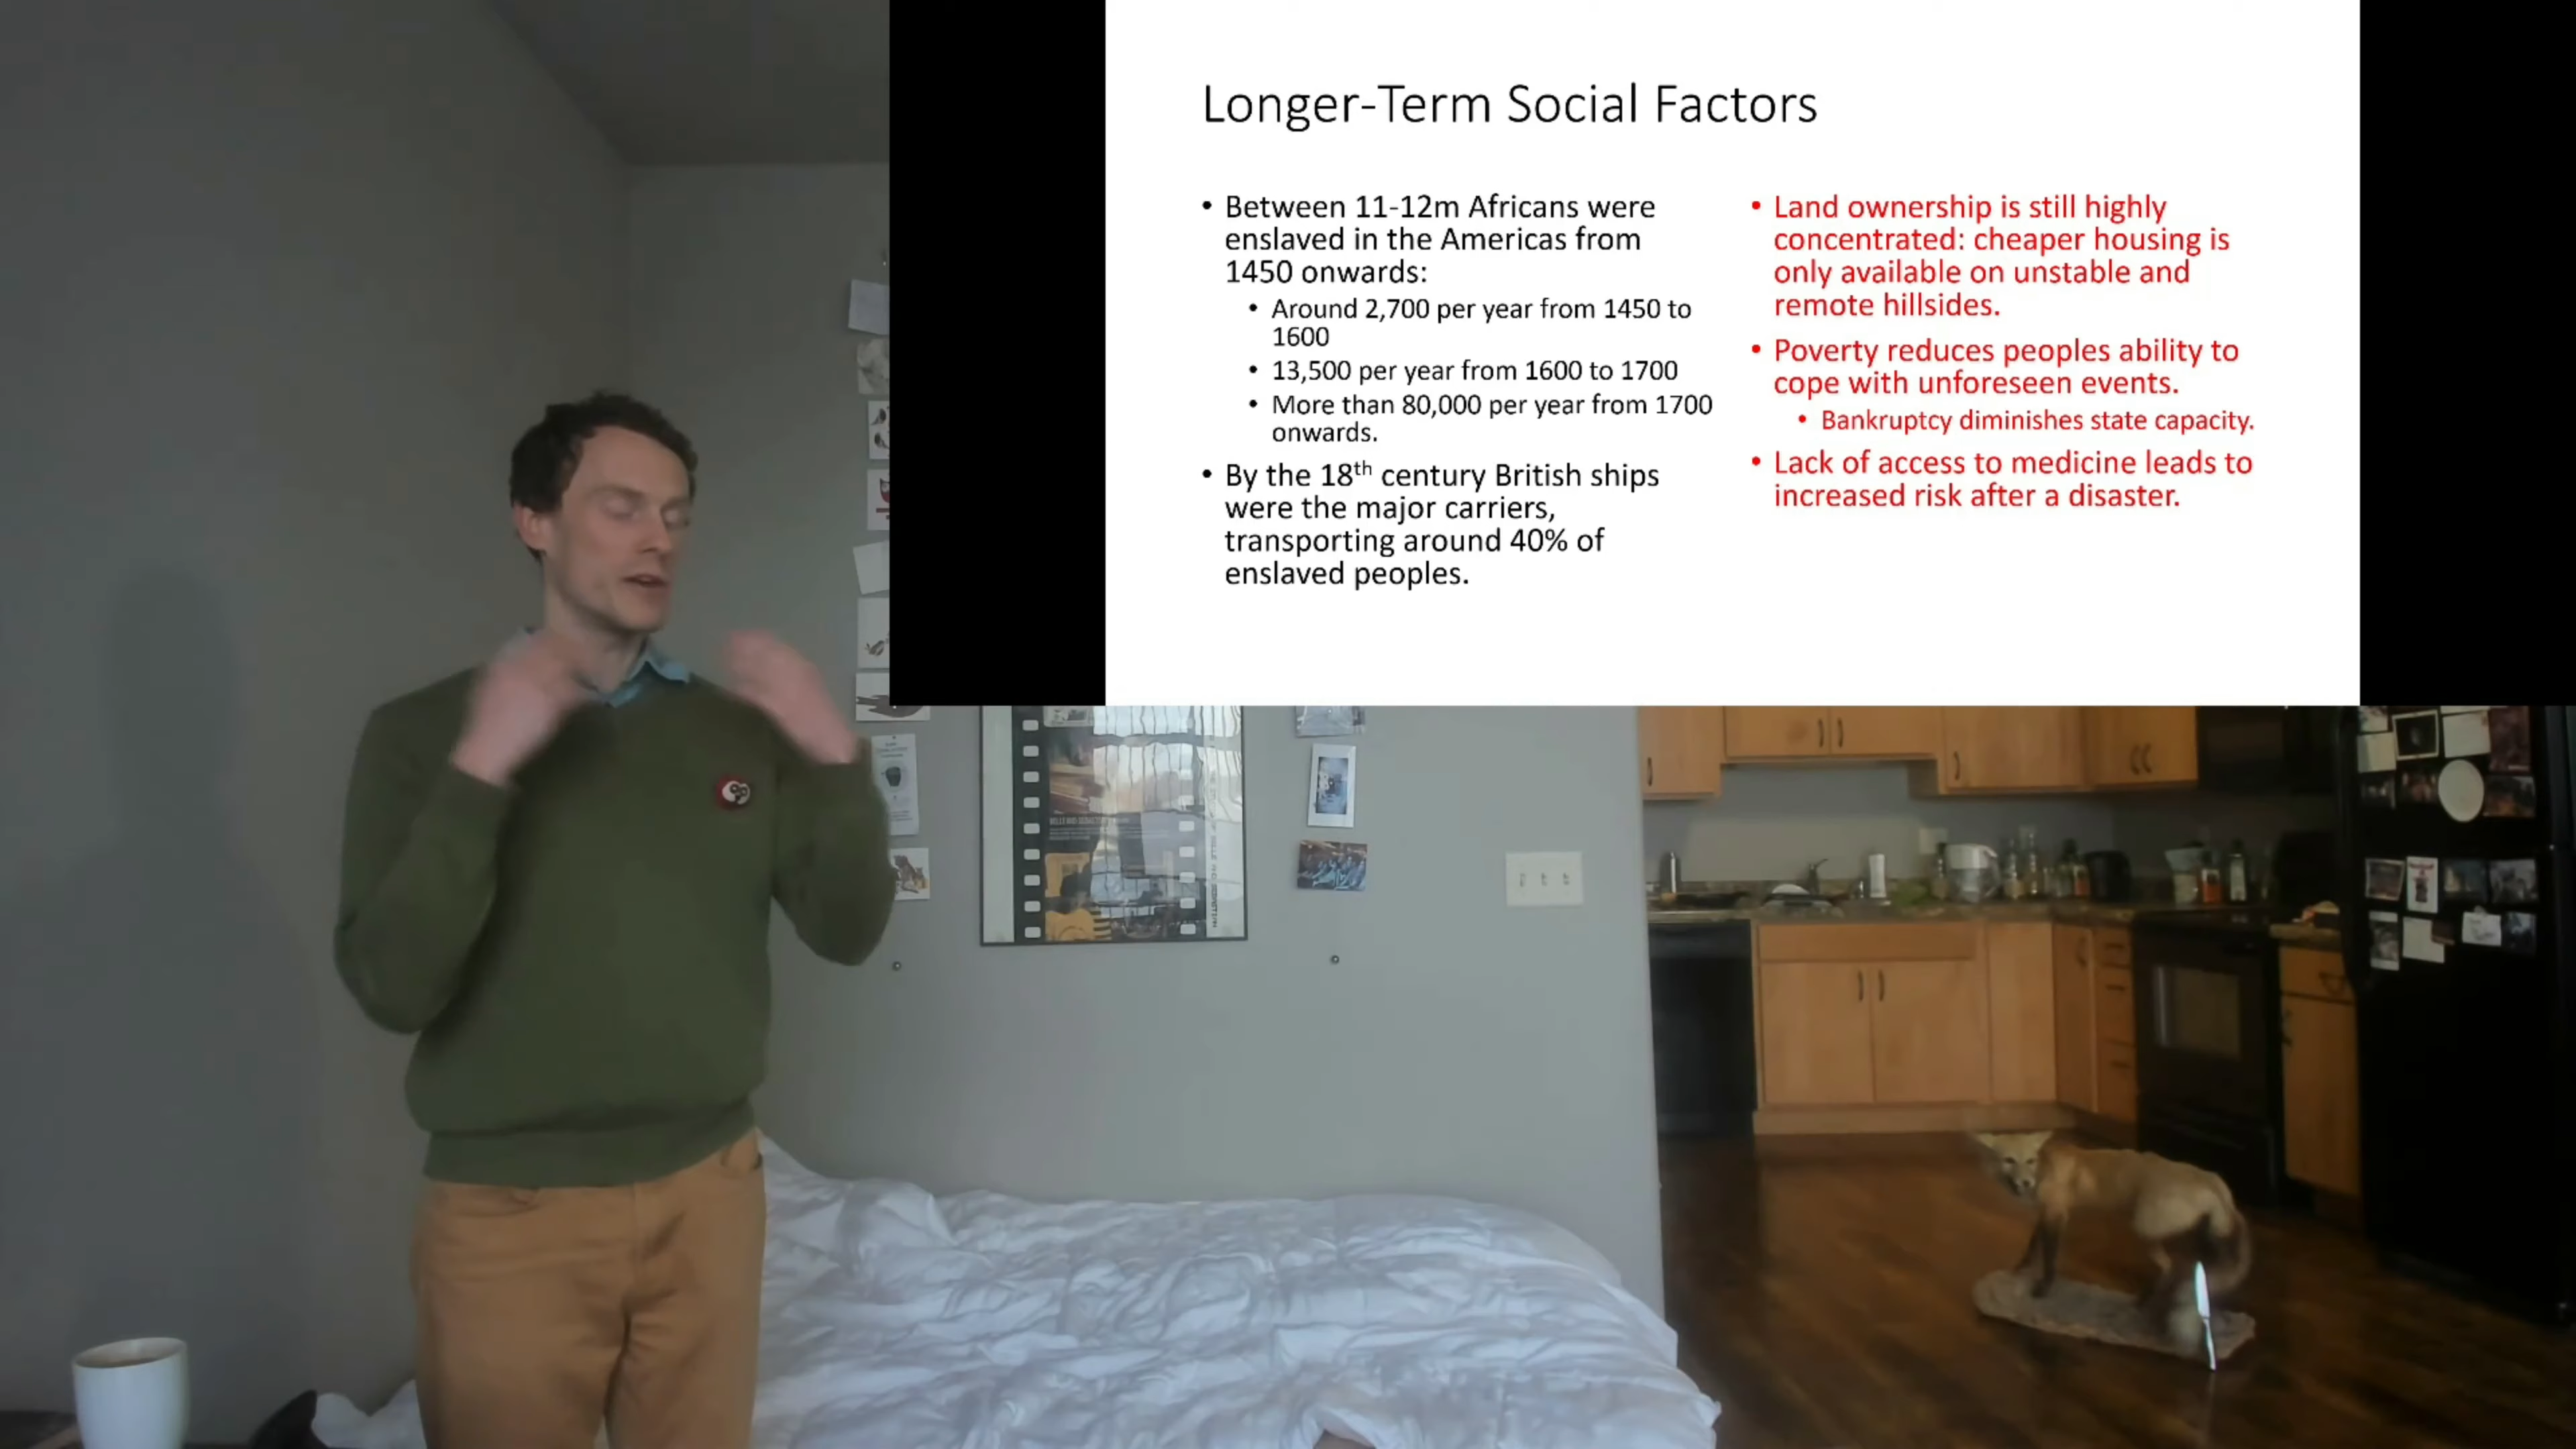 Longer-Term Social Factors
• Between 11-12m Africans were
enslaved in the Americas from
1450 onwards:
• Around 2,700 per year from 1450 to
1600
• 13,500 per year from 1600 to 1700
• More than 80,000 per year from 1700
onwards.
• By the 18th century British ships
were the major carriers,
transporting around 40% of
enslaved peoples.
• Land ownership is still highly
concentrated: cheaper housing is
only available on unstable and
remote hillsides.
• Poverty reduces peoples ability to
cope with unforeseen events.
• Bankruptcy diminishes state capacity.
• Lack of access to medicine leads to
increased risk after a disaster.